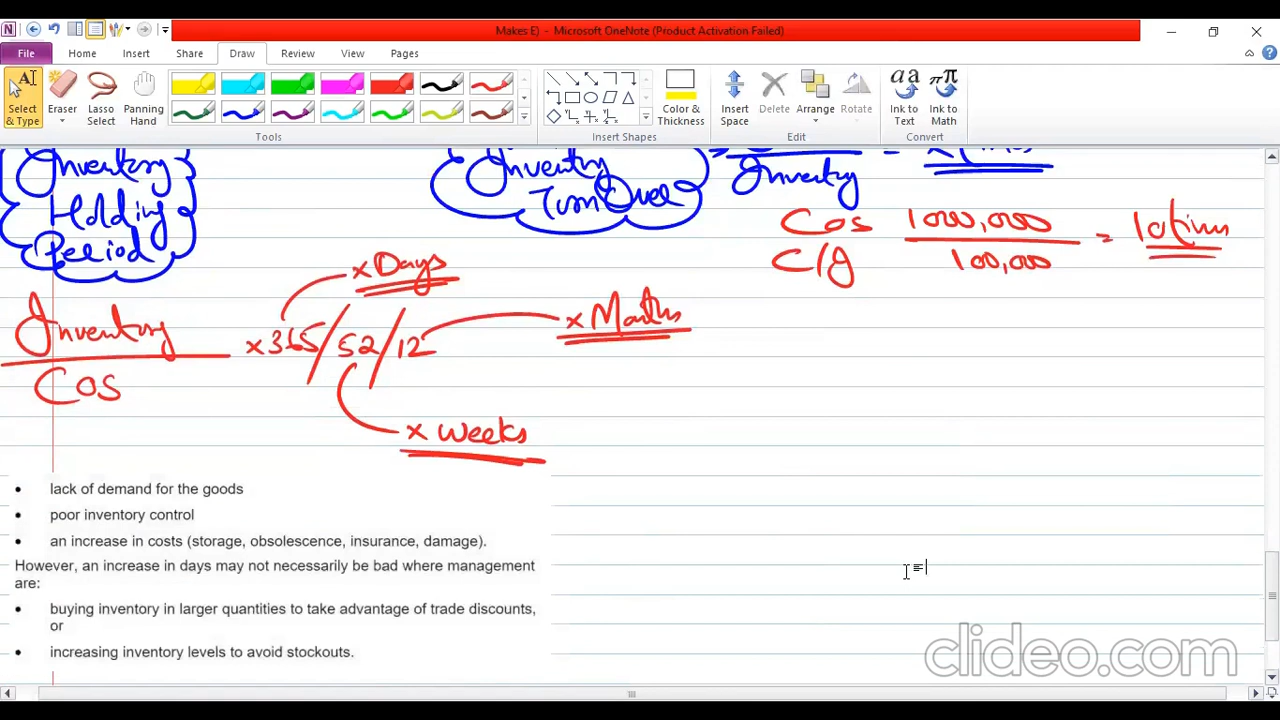 Makes E) - Microsoft OneNote (Product Activation Failed)
File Home Insert Share Draw Review View Pages
Select & Type
Eraser
Lasso Select
Panning Hand
Color & Thickness
Insert Space
Delete
Arrange
Rotate
Ink to Text
Ink to Math
Tools
Insert Shapes
Edit
Convert
Inventory
Holding
Period
Inventory
Turn Over
Inventory
= x times
Cos 1000,000
C/g 100,000
= 10 times
x Days
Inventory
COS
x365/52/12
x Months
x weeks
• lack of demand for the goods
• poor inventory control
• an increase in costs (storage, obsolescence, insurance, damage).
However, an increase in days may not necessarily be bad where management
are:
• buying inventory in larger quantities to take advantage of trade discounts,
or
• increasing inventory levels to avoid stockouts.
=
clideo.com